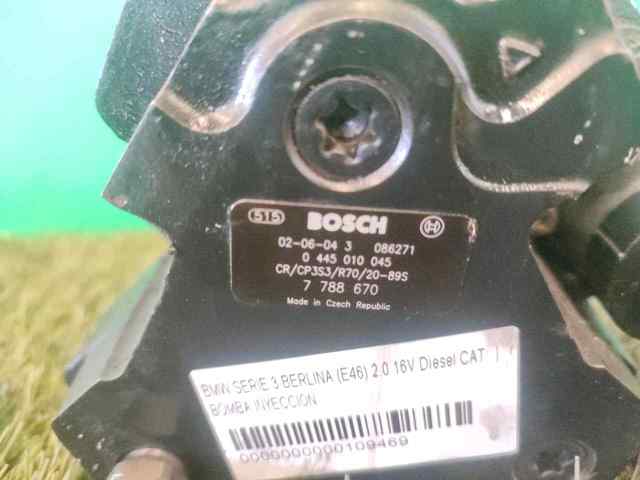 515 BOSCH
02-06-04 3 086271
0 445 010 045
CR/CP3S3/R70/20-89S
7 788 670
Made in Czech Republic
BMW SERIE 3 BERLINA (E46) 2.0 16V Diesel CAT
BOMBA INYECCION
0000000000109469